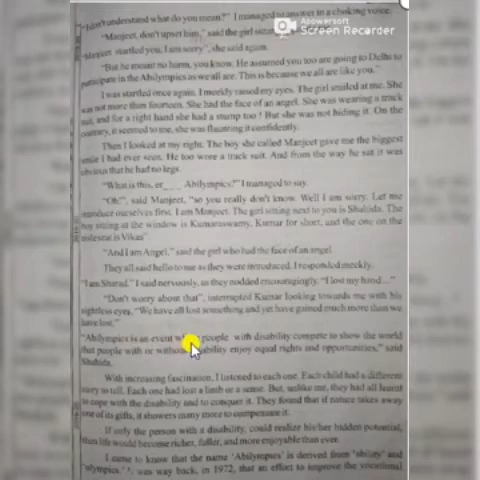 "I don't understand what do you mean?" I managed to answer in a choking voice.
"Manjeet, don't upset him," said the girl
Apowersoft
Screen Recorder
"Manjeet startled you, I am sorry", she said again.
"But he meant no harm, you know. He assumed you too are going to Delhi to
participate in the Abilympics as we all are. This is because we all are like you."
I was startled once again. I meekly raised my eyes. The girl smiled at me. She
was not more than fourteen. She had the face of an angel. She was wearing a track
suit, and for a right hand she had a stump too! But she was not hiding it. On the
contrary, it seemed to me, she was flaunting it confidently.
Then I looked at my right. The boy she called Manjeet gave me the biggest
smile I had ever seen. He too wore a track suit. And from the way he sat it was
obvious that he had no legs.
"What is this, er_ _ _ Abilympics?" I managed to say.
"Oh!", said Manjeet, "so you really don't know. Well I am sorry. Let me
introduce ourselves first. I am Manjeet. The girl sitting next to you is Shahida. The
boy sitting at the window is Kumaraswamy, Kumar for short, and the one on the
is Vikas"
"And I am Angel," said the girl who had the face of an angel.
They all said hello to me as they were introduced. I responded meekly.
"I am Sharad." I said nervously, as they nodded encouragingly. "I lost my hand..."
"Don't worry about that", interrupted Kumar looking towards me with his
sightless eyes. "We have all lost something and yet have gained much more than we
have lost."
"Abilympics is an event people with disability compete to show the world
that people with or without disability enjoy equal rights and opportunities," said
Shahida.
With increasing fascination, I listened to each one. Each child had a different
story to tell. Each one had lost a limb or a sense. But, unlike me, they had all learnt
to cope with the disability and to conquer it. They found that if nature takes away
one of its gifts, it showers many more to compensate it.
If only the person with a disability, could realize his/her hidden potential,
then life would become richer, fuller, and more enjoyable than ever.
I came to know that the name 'Abilympics' is derived from 'ability' and
'olympics'. was way back, in 1972, that an effort to improve the vocational